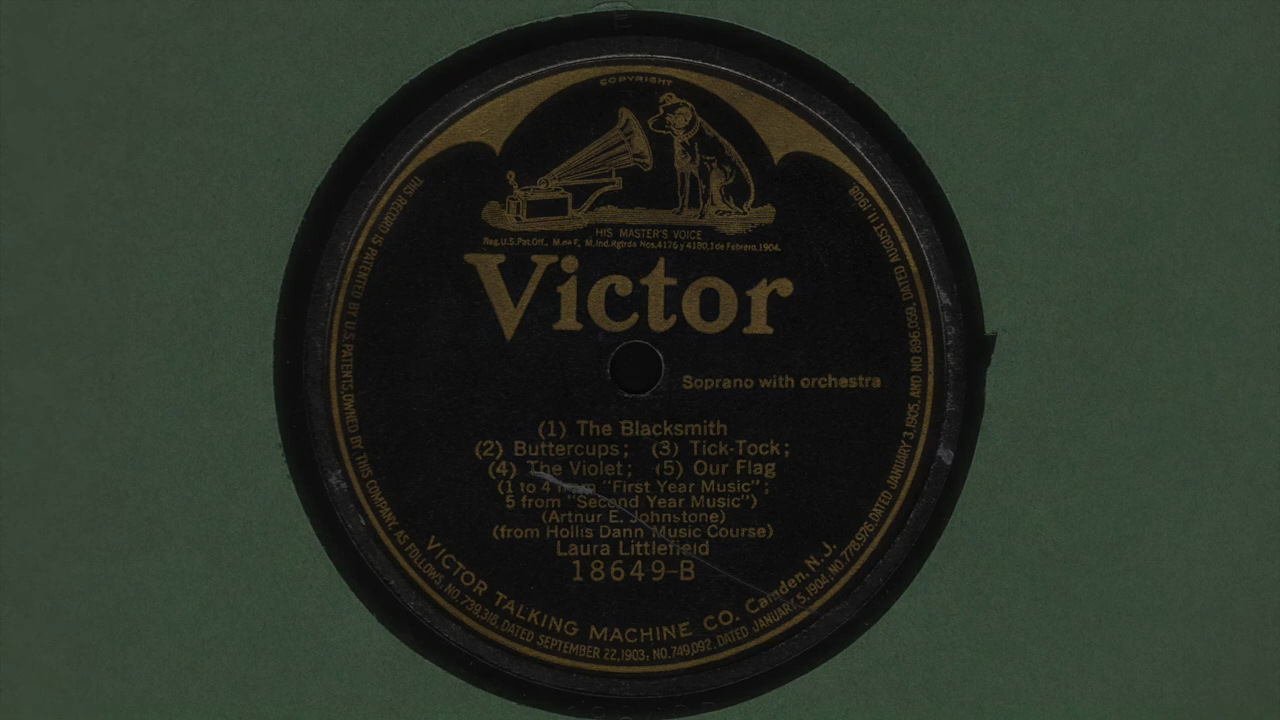 COPYRIGHT
HIS MASTER'S VOICE
Reg.U.S.Pat.Off., M.de F., M.Ind.Rgtrda Nos.4176 y 4180,1 de Febrero,1904.
Victor
Soprano with orchestra
(1) The Blacksmith
(2) Buttercups; (3) Tick-Tock;
(4) The Violet; (5) Our Flag
(1 to 4 from "First Year Music";
5 from "Second Year Music")
(Arthur E. Johnstone)
(from Hollis Dann Music Course)
Laura Littlefield
18649-B
VICTOR TALKING MACHINE CO. Camden, N. J.
THIS RECORD IS PATENTED BY U.S. PATENTS, OWNED BY THIS COMPANY, AS FOLLOWS, NO. 739,318, DATED SEPTEMBER 22,1903; NO.749,092, DATED JANUARY 5,1904; NO.778,976, DATED JANUARY 3,1905, AND NO 896,059, DATED AUGUST 11, 1908